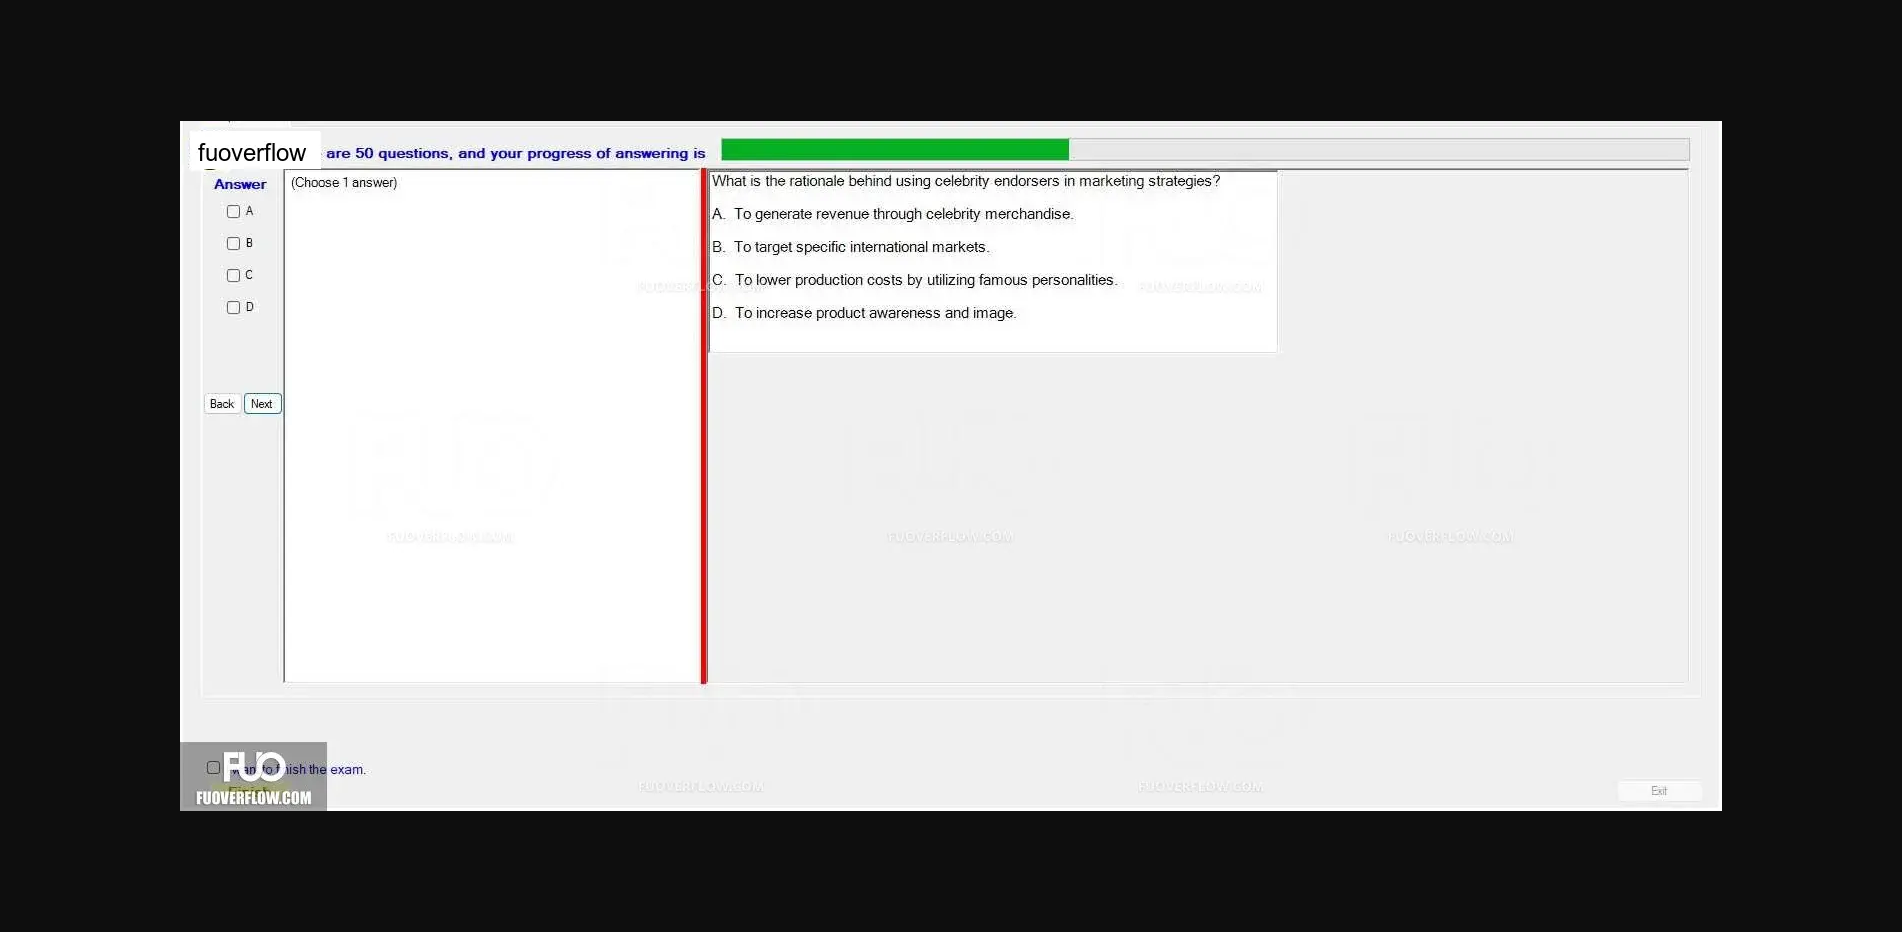 fuoverflow are 50 questions, and your progress of answering is
Answer
(Choose 1 answer)
A
B
C
D
Back Next
What is the rationale behind using celebrity endorsers in marketing strategies?
A. To generate revenue through celebrity merchandise.
B. To target specific international markets.
C. To lower production costs by utilizing famous personalities.
D. To increase product awareness and image.
FUOVERFLOW.COM
FUOVERFLOW.COM
FUOVERFLOW.COM
FUOVERFLOW.COM
FUOVERFLOW.COM
want to finish the exam.
Finish
FUO
FUOVERFLOW.COM
FUOVERFLOW.COM
FUOVERFLOW.COM
Exit